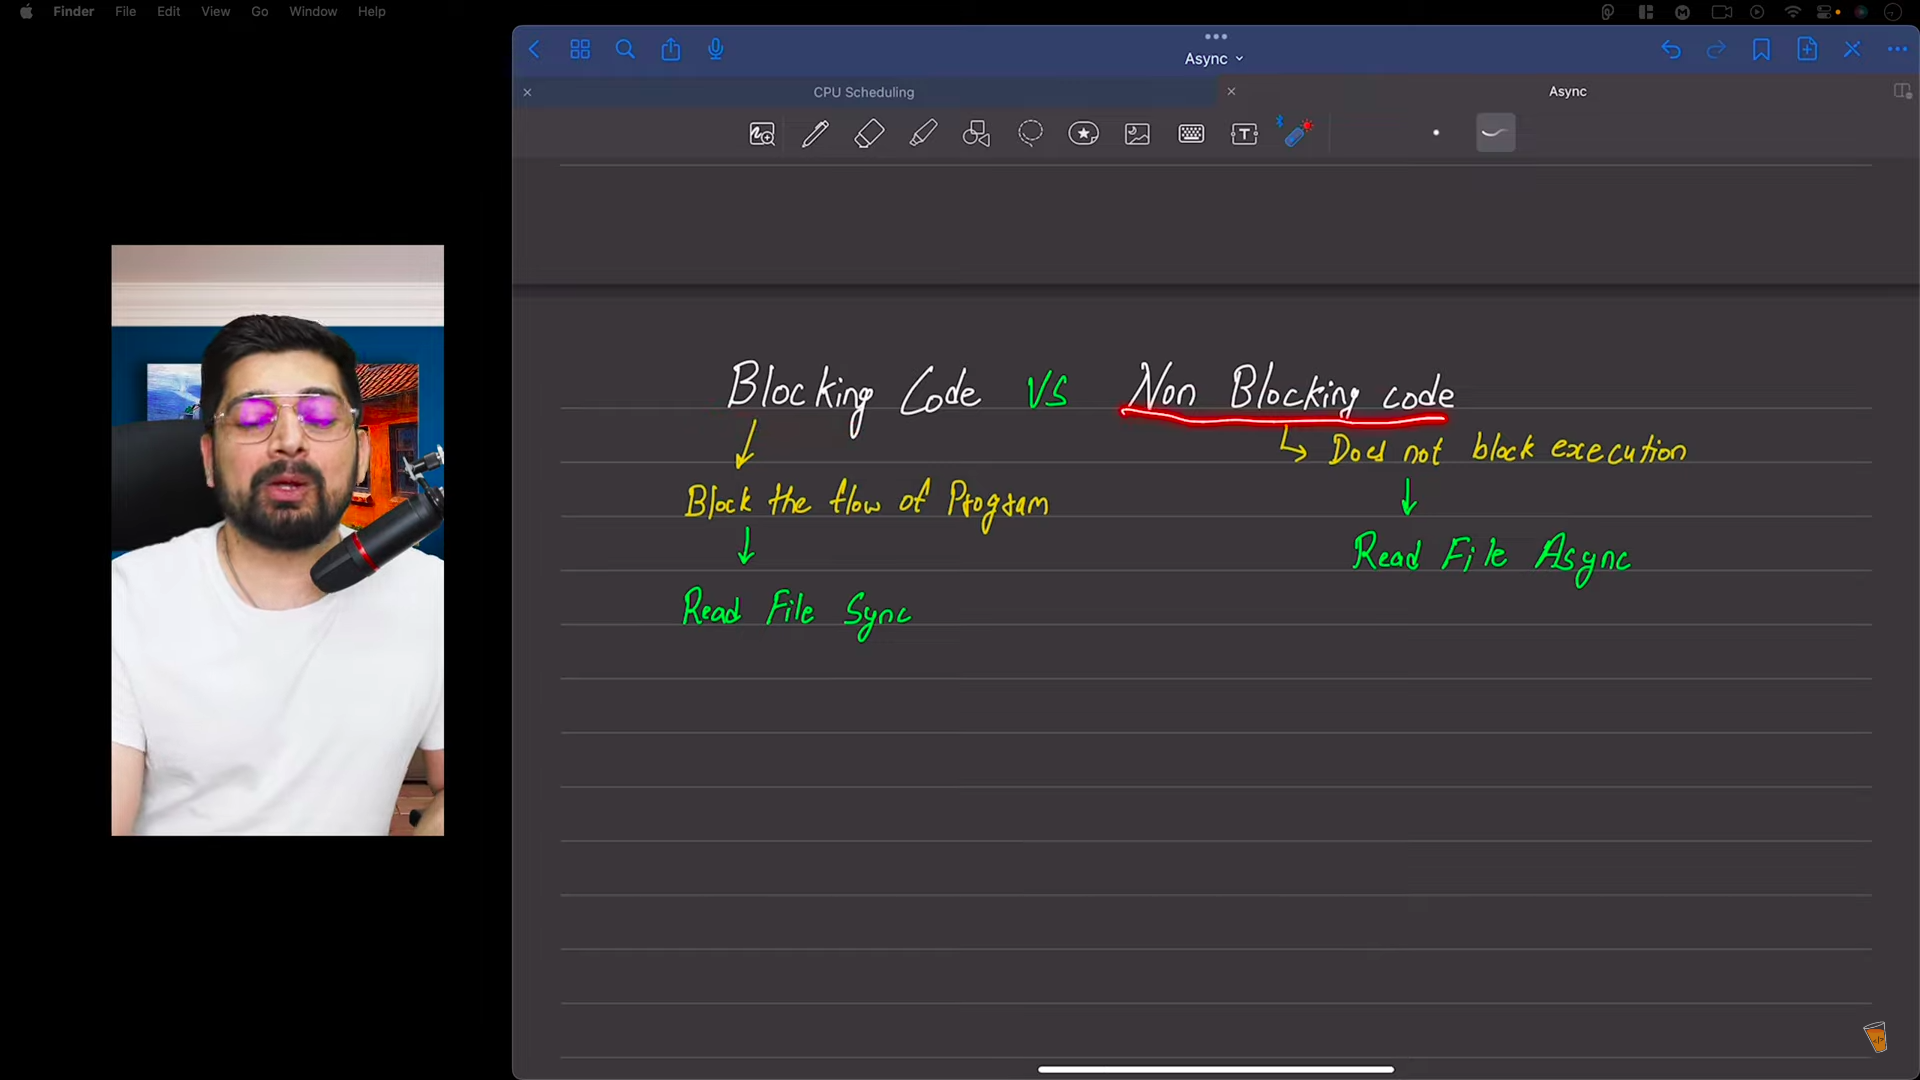 Finder File Edit View Go Window Help
Async
CPU Scheduling
Async
Blocking Code VS Non Blocking code
Does not block execution
Block the flow of Program
Read File Async
Read File Sync